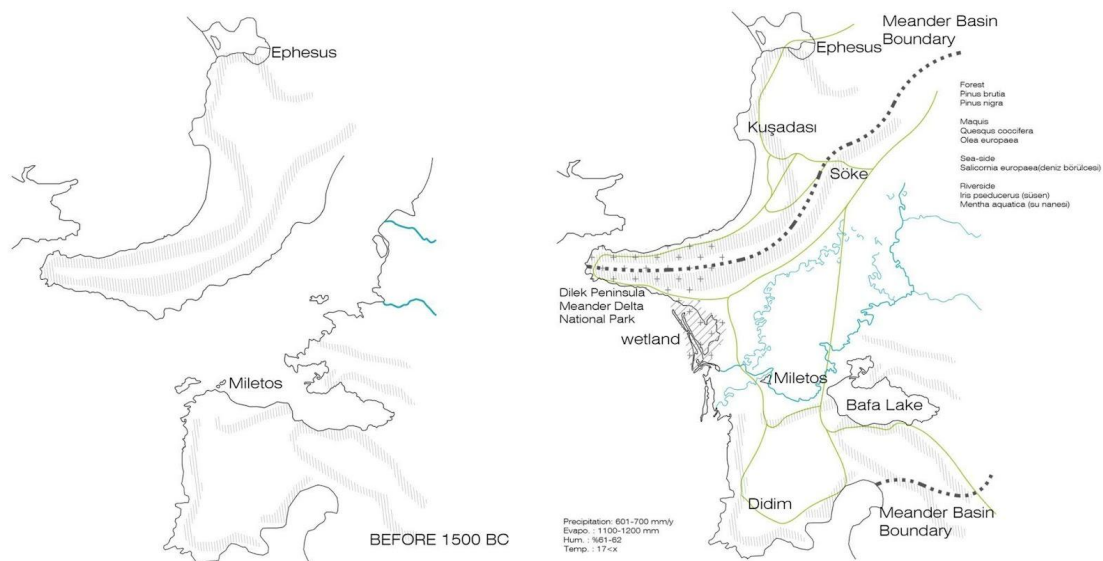 Ephesus
Miletos
BEFORE 1500 BC
Meander Basin
Boundary
Ephesus
Forest
Pinus brutia
Pinus nigra
Maquis
Quesqus coccifera
Olea europaea
Sea-side
Salicornia europaea(deniz börülcesi)
Riverside
Iris pseducerus (süsen)
Mentha aquatica (su nanesi)
Kuşadası
Söke
Dilek Peninsula
Meander Delta
National Park
wetland
Miletos
Bafa Lake
Didim
Meander Basin
Boundary
Precipitation: 601-700 mm/y
Evapo. : 1100-1200 mm
Hum. : %61-62
Temp. : 17<x